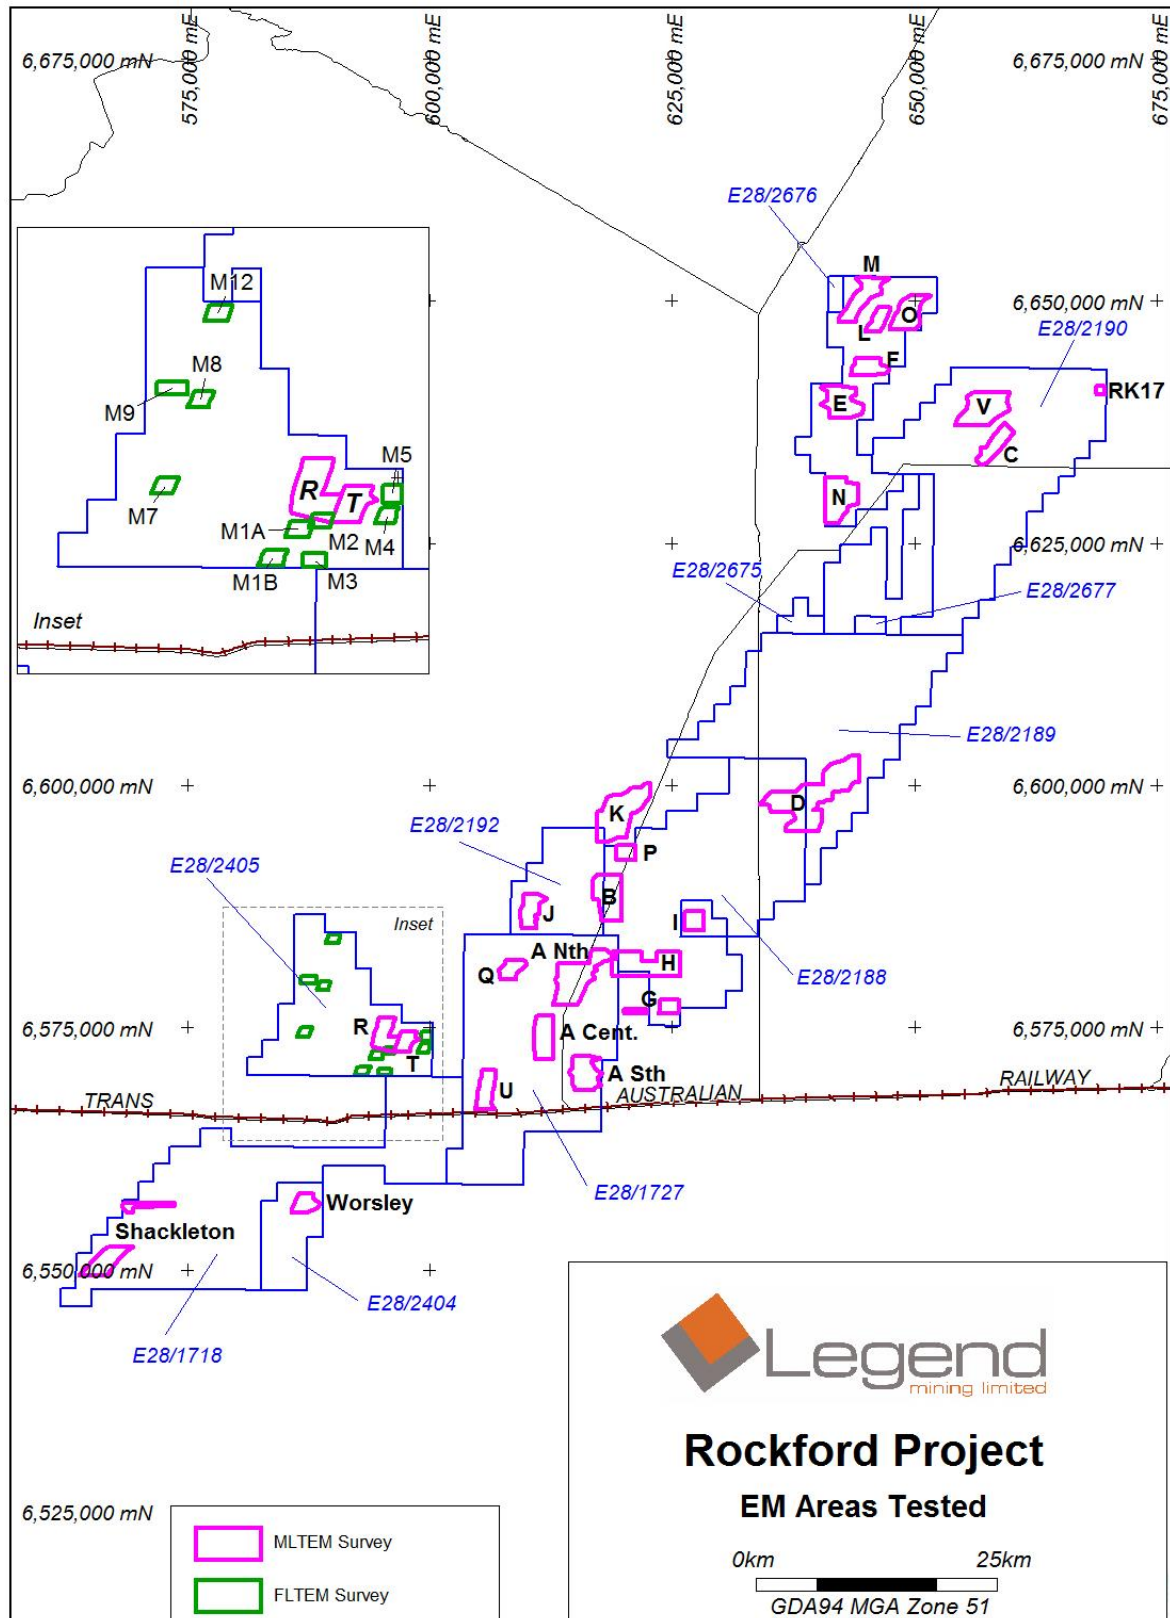 575,000 mE
600,000 mE
625,000 mE
650,000 mE
675,000 mE
6,675,000 mN
6,675,000 mN
E28/2676
M
M12
6,650,000 mN
O
L
E28/2190
F
M8
M9
RK17
E
V
C
M5
R
T
N
M7
M1A
M2
M4
6,625,000 mN
M1B
M3
E28/2675
E28/2677
Inset
E28/2189
6,600,000 mN
6,600,000 mN
D
K
E28/2192
P
E28/2405
B
J
I
Inset
A Nth
H
Q
E28/2188
G
R
6,575,000 mN
6,575,000 mN
A Cent.
T
A Sth
RAILWAY
U
AUSTRALIAN
TRANS
E28/1727
Worsley
Shackleton
6,550,000 mN
E28/2404
E28/1718
Legend
mining limited
Rockford Project
EM Areas Tested
6,525,000 mN
MLTEM Survey
0km 25km
FLTEM Survey
GDA94 MGA Zone 51